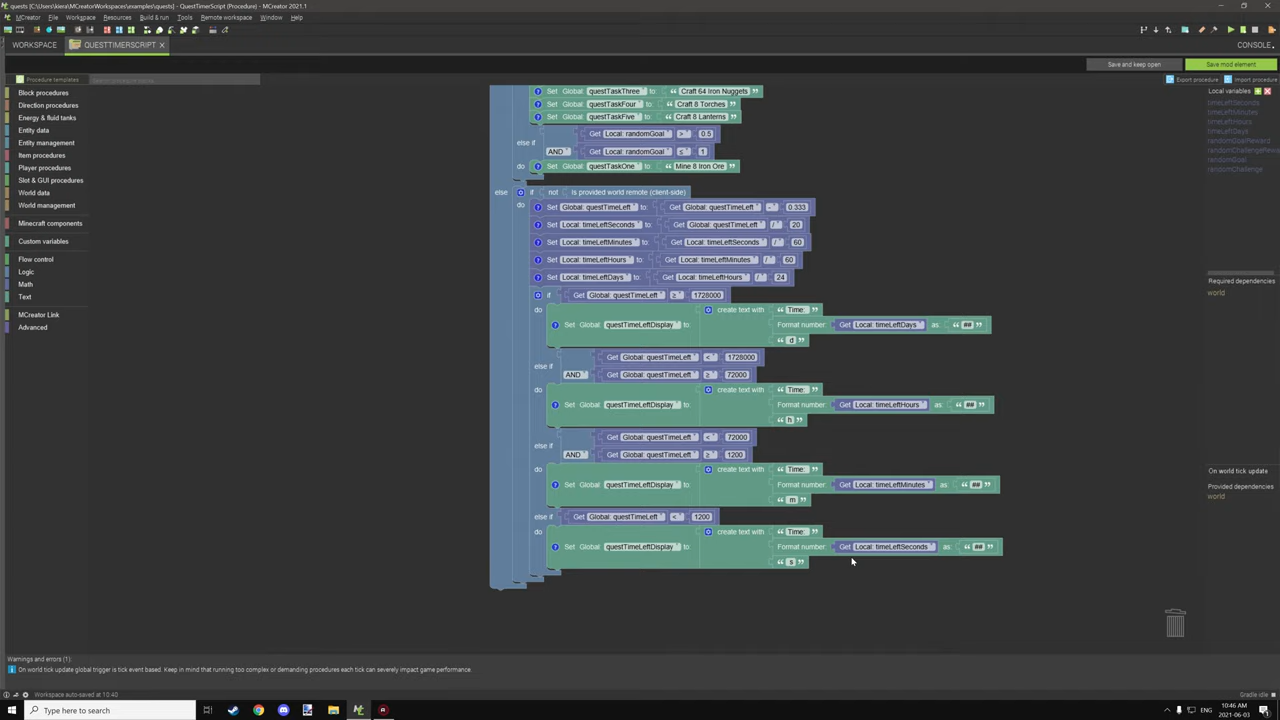 quests [C:\Users\kiera\MCreatorWorkspaces\examples\quests] - QuestTimerScript (Procedure) - MCreator 2021.1
MCreator File Workspace Resources Build & run Tools Remote workspace Window Help
WORKSPACE QUESTTIMERSCRIPT CONSOLE
Save and keep open Save mod element
Procedure templates Export procedure Import procedure
Block procedures
Direction procedures
Energy & fluid tanks
Entity data
Entity management
Item procedures
Player procedures
Slot & GUI procedures
World data
World management
Minecraft components
Custom variables
Flow control
Logic
Math
Text
MCreator Link
Advanced
Set Global: questTaskThree to: “ Craft 64 Iron Nuggets ”
Set Global: questTaskFour to: “ Craft 8 Torches ”
Set Global: questTaskFive to: “ Craft 8 Lanterns ”
Get Local: randomGoal > 0.5
else if AND
Get Local: randomGoal ≤ 1
do Set Global: questTaskOne to: “ Mine 8 Iron Ore ”
else if not Is provided world remote (client-side)
do Set Global: questTimeLeft to: Get Global: questTimeLeft - 0.333
Set Local: timeLeftSeconds to: Get Global: questTimeLeft / 20
Set Local: timeLeftMinutes to: Get Local: timeLeftSeconds / 60
Set Local: timeLeftHours to: Get Local: timeLeftMinutes / 60
Set Local: timeLeftDays to: Get Local: timeLeftHours / 24
if Get Global: questTimeLeft ≥ 1728000
do Set Global: questTimeLeftDisplay to: create text with “ Time: ”
Format number: Get Local: timeLeftDays as: “ ## ”
“ d ”
else if Get Global: questTimeLeft < 1728000
AND Get Global: questTimeLeft ≥ 72000
do Set Global: questTimeLeftDisplay to: create text with “ Time: ”
Format number: Get Local: timeLeftHours as: “ ## ”
“ h ”
else if Get Global: questTimeLeft < 72000
AND Get Global: questTimeLeft ≥ 1200
do Set Global: questTimeLeftDisplay to: create text with “ Time: ”
Format number: Get Local: timeLeftMinutes as: “ ## ”
“ m ”
else if Get Global: questTimeLeft < 1200
do Set Global: questTimeLeftDisplay to: create text with “ Time: ”
Format number: Get Local: timeLeftSeconds as: “ ## ”
“ s ”
Local variables
timeLeftSeconds
timeLeftMinutes
timeLeftHours
timeLeftDays
randomChallengeRewa
randomGoal
randomChallenge
Required dependencies
world
On world tick update
Provided dependencies
world
Warnings and errors (1):
On world tick update global trigger is tick event based. Keep in mind that running too complex or demanding procedures each tick can severely impact game performance.
Workspace auto-saved at 10:40 Gradle idle
Type here to search ENG 10:46 AM
2021-06-03